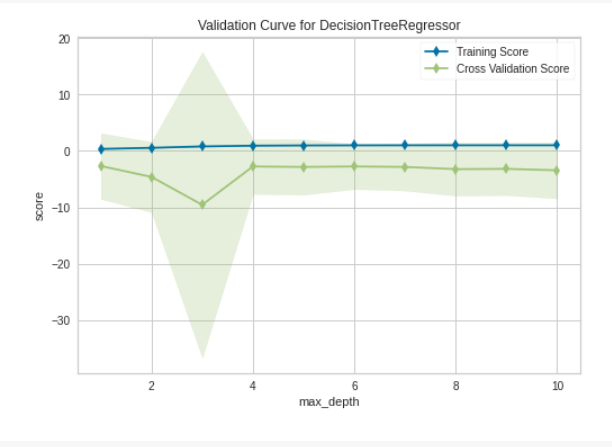 Validation Curve for DecisionTreeRegressor
Training Score
Cross Validation Score
20
10
0
−10
−20
−30
score
2 4 6 8 10
max_depth